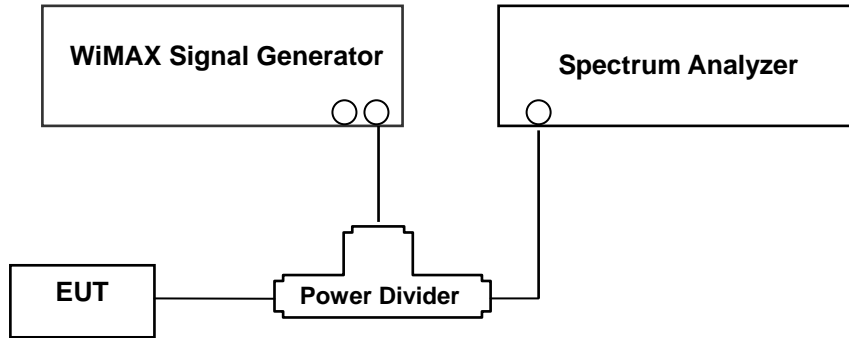 WiMAX Signal Generator
Spectrum Analyzer
EUT
Power Divider